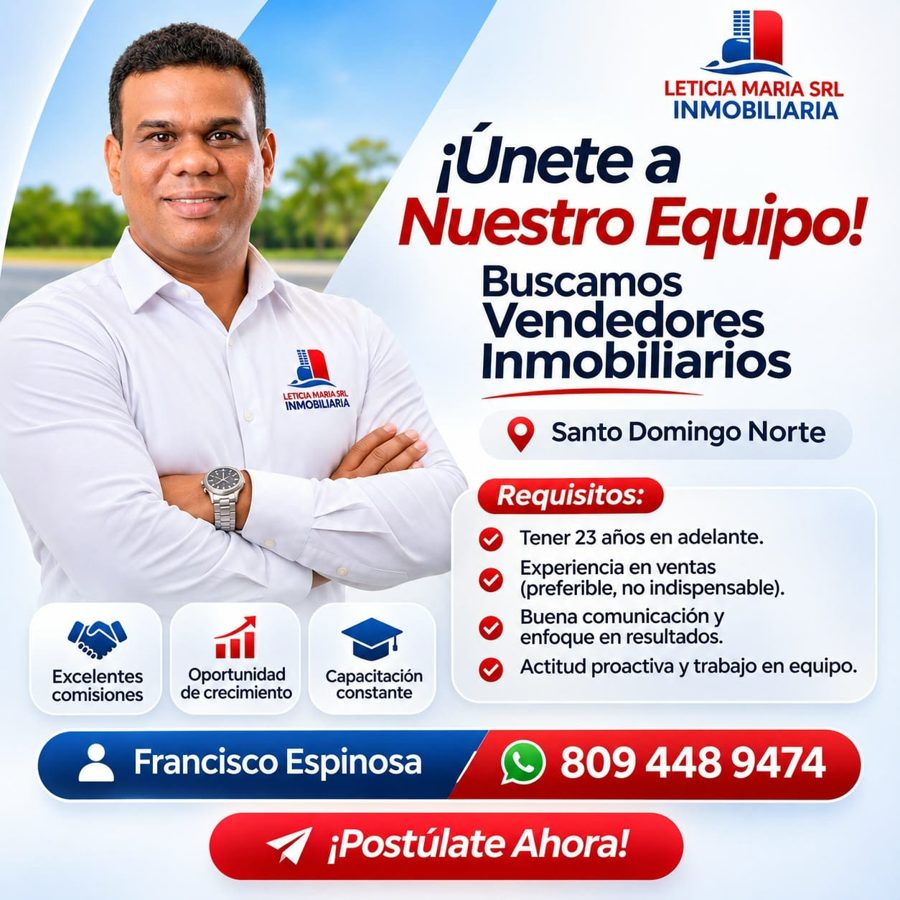 LETICIA MARIA SRL
INMOBILIARIA
¡Únete a
Nuestro Equipo!
Buscamos
Vendedores
Inmobiliarios
Santo Domingo Norte
LETICIA MARIA SRL
INMOBILIARIA
Requisitos:
Tener 23 años en adelante.
Experiencia en ventas
(preferible, no indispensable).
Buena comunicación y
enfoque en resultados.
Actitud proactiva y trabajo en equipo.
Excelentes
comisiones
Oportunidad
de crecimiento
Capacitación
constante
Francisco Espinosa
809 448 9474
¡Postúlate Ahora!